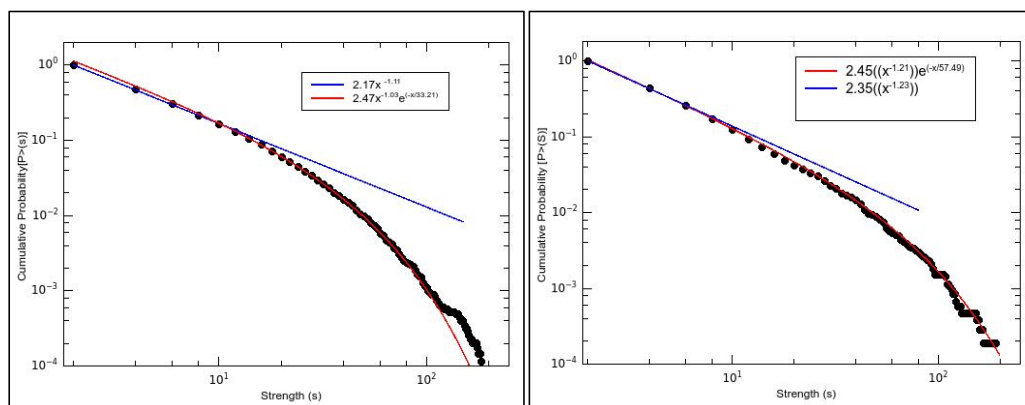 10^0
10^-1
10^-2
10^-3
10^-4
10^1
10^2
Cumulative Probability[P>(s)]
Strength (s)
2.17x^-1.11
2.47x^-1.03e^(-x/33.21)
10^0
10^-1
10^-2
10^-3
10^-4
10^1
10^2
Cumulative Probability [P>(S)]
Strength (s)
2.45((x^-1.21))e^(-x/57.49)
2.35((x^-1.23))